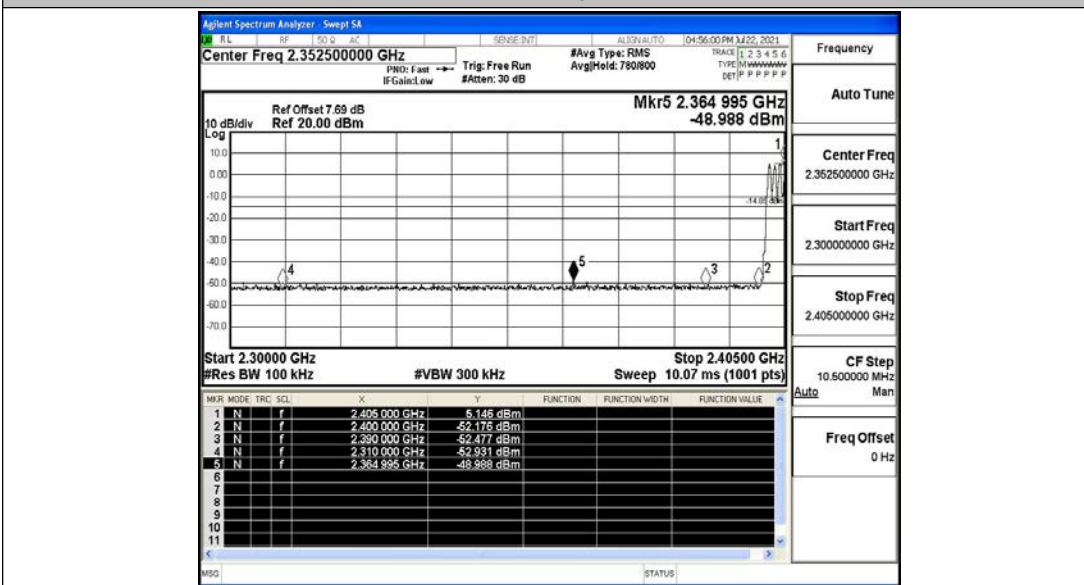 Agilent Spectrum Analyzer - Swept SA
RL RF 50 Ω AC SENSE:INT ALIGN AUTO 04:56:00 PM Jul 22, 2021
Center Freq 2.352500000 GHz
PNO: Fast
IFGain:Low
Trig: Free Run
#Atten: 30 dB
#Avg Type: RMS
Avg|Hold: 780/800
TRACE 1 2 3 4 5 6
TYPE M W W W W W
DET P P P P P P
Ref Offset 7.69 dB
10 dB/div Ref 20.00 dBm
Log
Mkr5 2.364 995 GHz
-48.988 dBm
10.0
0.00
-10.0
-20.0
-30.0
-40.0
-50.0
-60.0
-70.0
1
4
5
3
2
Start 2.30000 GHz
Stop 2.40500 GHz
#Res BW 100 kHz #VBW 300 kHz Sweep 10.07 ms (1001 pts)
MKR MODE TRC SCL X Y FUNCTION FUNCTION WIDTH FUNCTION VALUE
1 N f 2.405 000 GHz 5.146 dBm
2 N f 2.400 000 GHz -52.176 dBm
3 N f 2.390 000 GHz -52.477 dBm
4 N f 2.310 000 GHz -52.931 dBm
5 N f 2.364 995 GHz -48.988 dBm
6
7
8
9
10
11
MSG STATUS
Frequency
Auto Tune
Center Freq
2.352500000 GHz
Start Freq
2.300000000 GHz
Stop Freq
2.405000000 GHz
CF Step
10.500000 MHz
Auto Man
Freq Offset
0 Hz